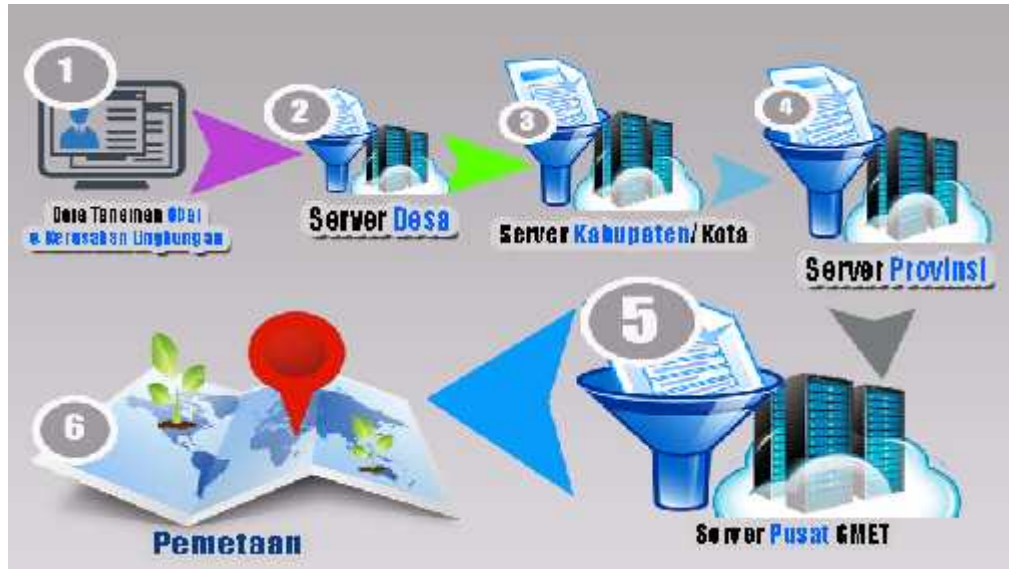 1
2
3
4
Data Tanaman Obat
& Kerusakan Lingkungan
Server Desa
Server Kabupaten/Kota
Server Provinsi
5
6
Server Pusat GMET
Pemetaan